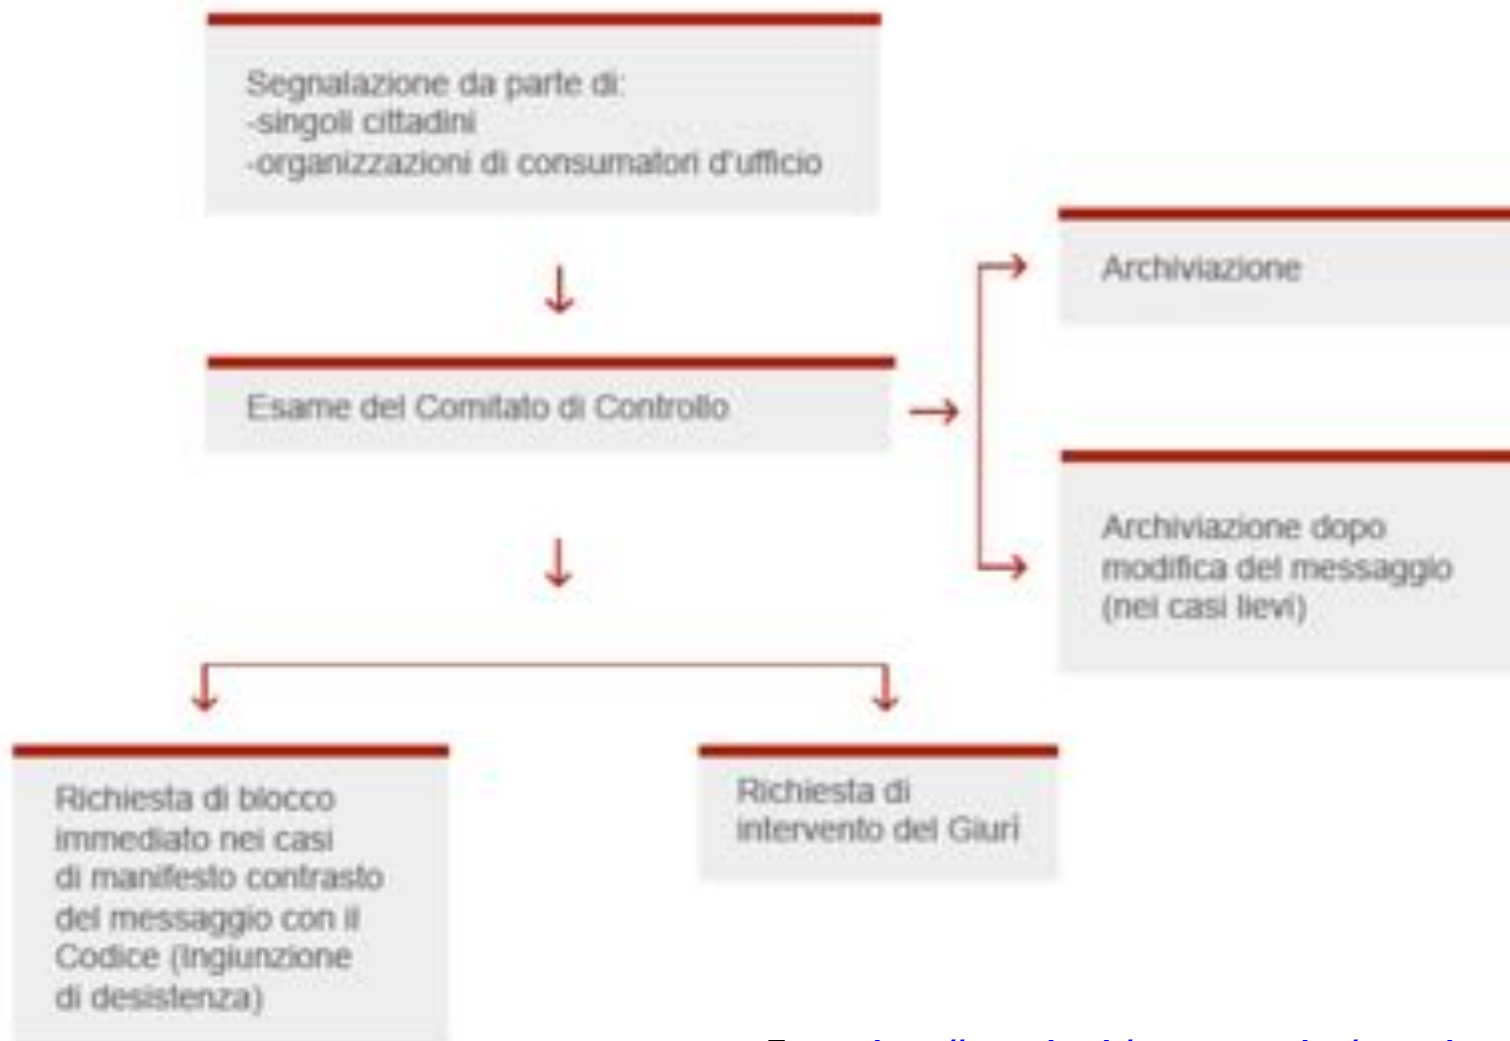 Segnalazione da parte di:
-singoli cittadini
-organizzazioni di consumatori d'ufficio
Archiviazione
Esame del Comitato di Controllo
Archiviazione dopo
modifica del messaggio
(nei casi lievi)
Richiesta di blocco
immediato nei casi
di manifesto contrasto
del messaggio con il
Codice (Ingiunzione
di desistenza)
Richiesta di
intervento del Giurì